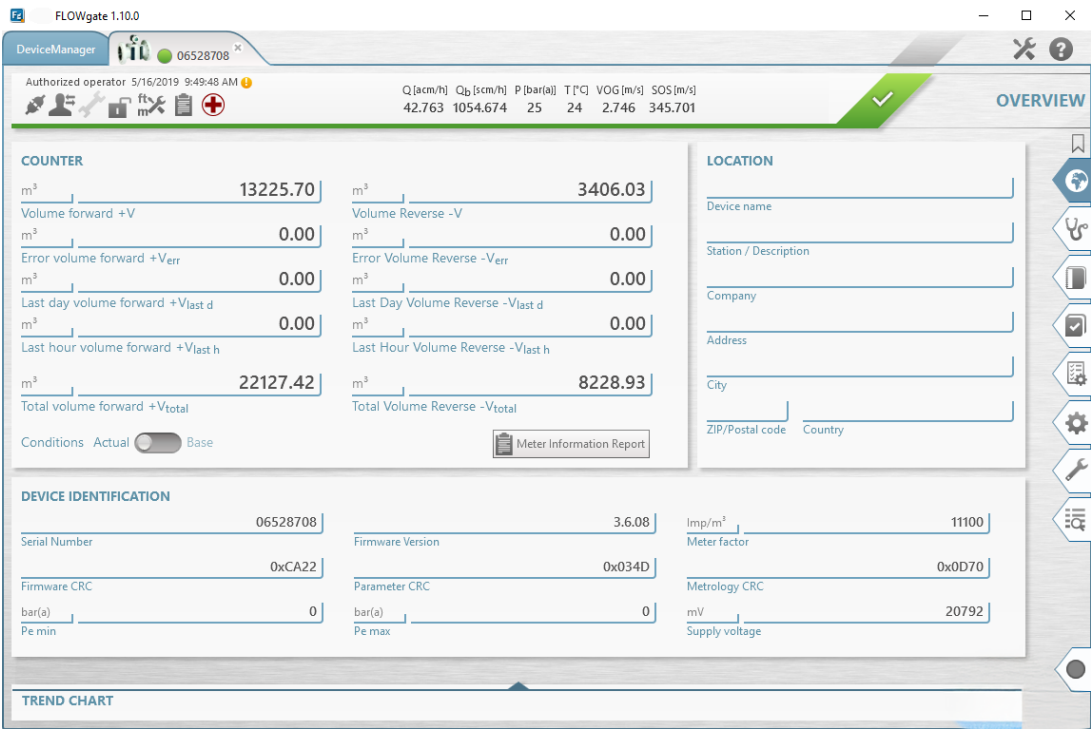 FLOWgate 1.10.0
DeviceManager
06528708
Authorized operator 5/16/2019 9:49:48 AM
Q [acm/h] Qb [scm/h] P [bar(a)] T [°C] VOG [m/s] SOS [m/s]
42.763 1054.674 25 24 2.746 345.701
OVERVIEW
COUNTER
m³ 13225.70
Volume forward +V
m³ 3406.03
Volume Reverse -V
m³ 0.00
Error volume forward +Verr
m³ 0.00
Error Volume Reverse -Verr
m³ 0.00
Last day volume forward +Vlast d
m³ 0.00
Last Day Volume Reverse -Vlast d
m³ 0.00
Last hour volume forward +Vlast h
m³ 0.00
Last Hour Volume Reverse -Vlast h
m³ 22127.42
Total volume forward +Vtotal
m³ 8228.93
Total Volume Reverse -Vtotal
Conditions Actual Base
Meter Information Report
LOCATION
Device name
Station / Description
Company
Address
City
ZIP/Postal code Country
DEVICE IDENTIFICATION
06528708
Serial Number
3.6.08
Firmware Version
Imp/m³ 11100
Meter factor
0xCA22
Firmware CRC
0x034D
Parameter CRC
0x0D70
Metrology CRC
bar(a) 0
Pe min
bar(a) 0
Pe max
mV 20792
Supply voltage
TREND CHART